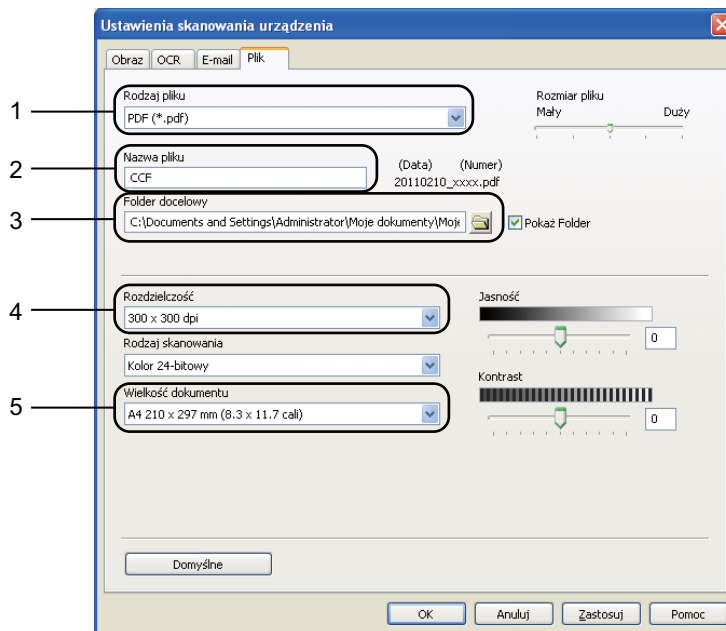 Ustawienia skanowania urządzenia
Obraz OCR E-mail Plik
1
Rodzaj pliku
PDF (*.pdf)
Rozmiar pliku
Mały Duży
2
Nazwa pliku
CCF
(Data) (Numer)
20110210_xxxx.pdf
3
Folder docelowy
C:\Documents and Settings\Administrator\Moje dokumenty\Moje
Pokaż Folder
4
Rozdzielczość
300 x 300 dpi
Rodzaj skanowania
Kolor 24-bitowy
5
Wielkość dokumentu
A4 210 x 297 mm (8.3 x 11.7 cali)
Jasność
0
Kontrast
0
Domyślne
OK Anuluj Zastosuj Pomoc